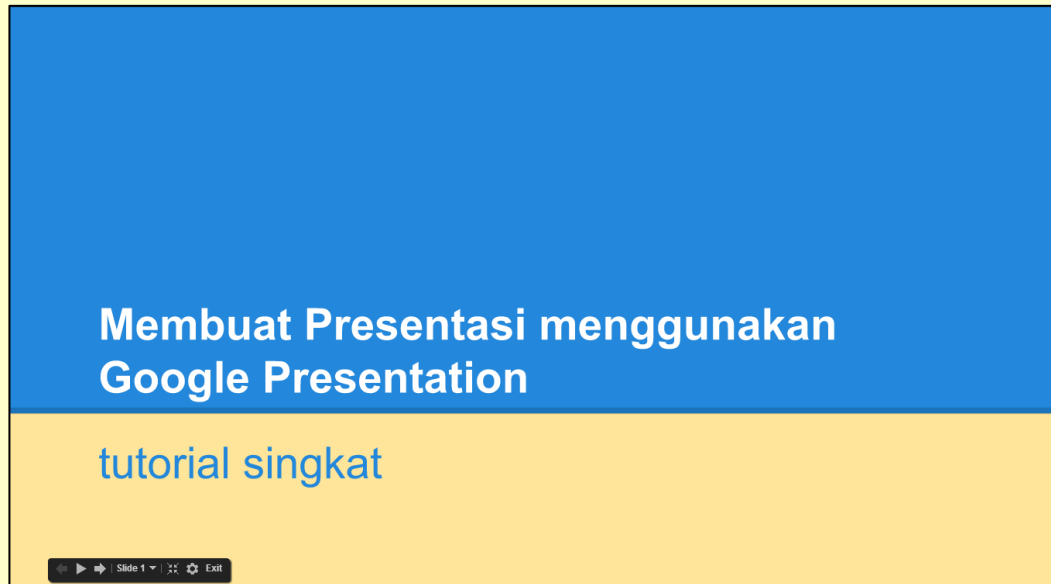 Membuat Presentasi menggunakan
Google Presentation
tutorial singkat
Slide 1 Exit